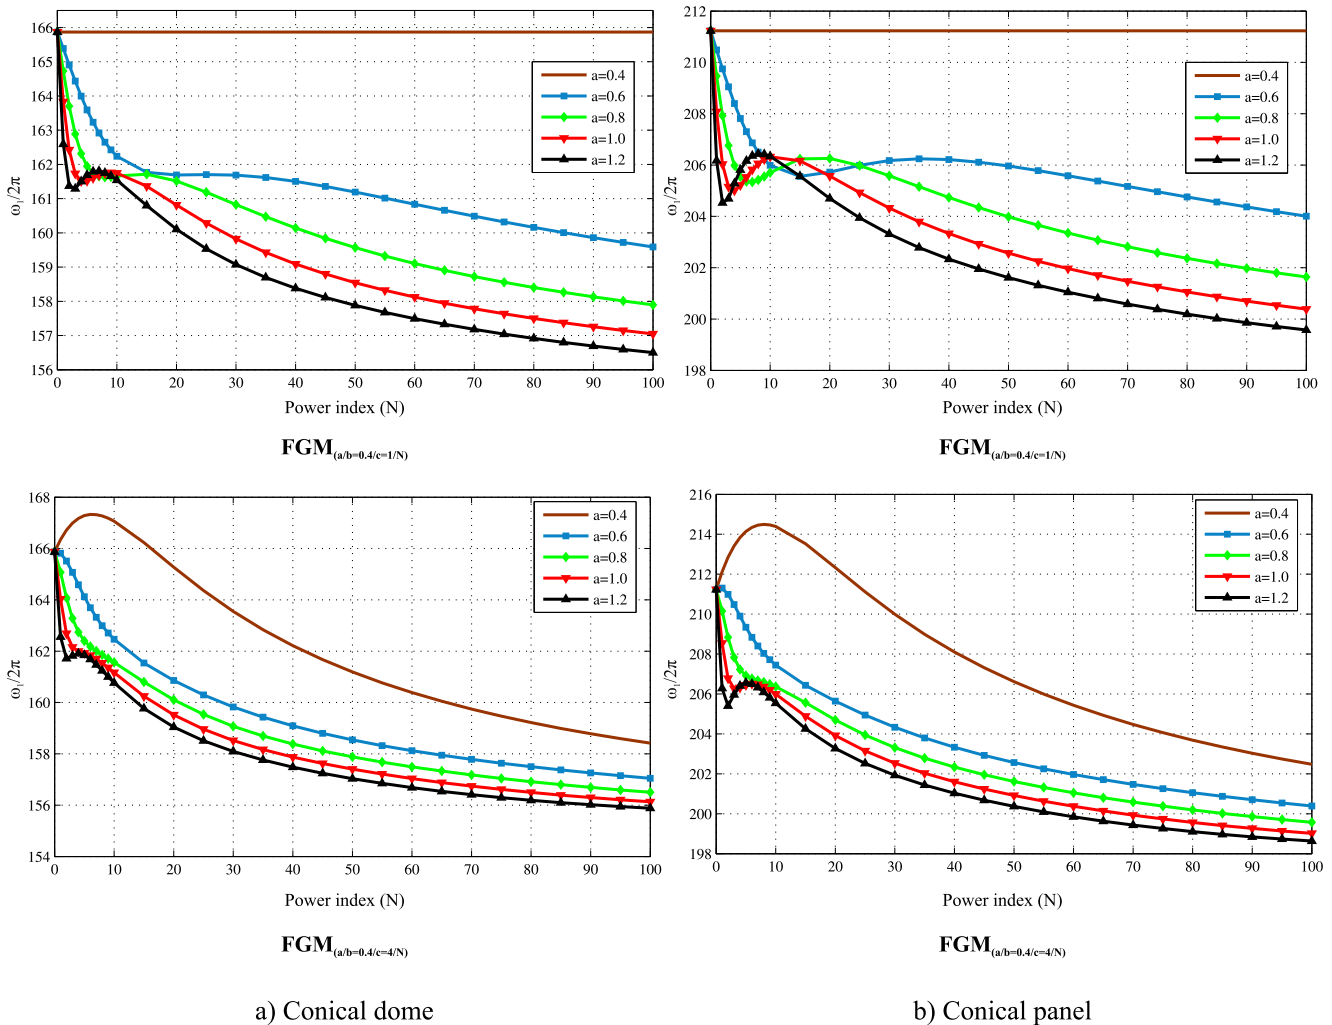 166
165
164
163
162
161
160
159
158
157
156
ω₁/2π
0 10 20 30 40 50 60 70 80 90 100
Power index (N)
a=0.4
a=0.6
a=0.8
a=1.0
a=1.2
FGM(a/b=0.4/c=1/N)
212
210
208
206
204
202
200
198
ω₁/2π
0 10 20 30 40 50 60 70 80 90 100
Power index (N)
a=0.4
a=0.6
a=0.8
a=1.0
a=1.2
FGM(a/b=0.4/c=1/N)
168
166
164
162
160
158
156
154
ω₁/2π
0 10 20 30 40 50 60 70 80 90 100
Power index (N)
a=0.4
a=0.6
a=0.8
a=1.0
a=1.2
FGM(a/b=0.4/c=4/N)
216
214
212
210
208
206
204
202
200
198
ω₁/2π
0 10 20 30 40 50 60 70 80 90 100
Power index (N)
a=0.4
a=0.6
a=0.8
a=1.0
a=1.2
FGM(a/b=0.4/c=4/N)
a) Conical dome
b) Conical panel